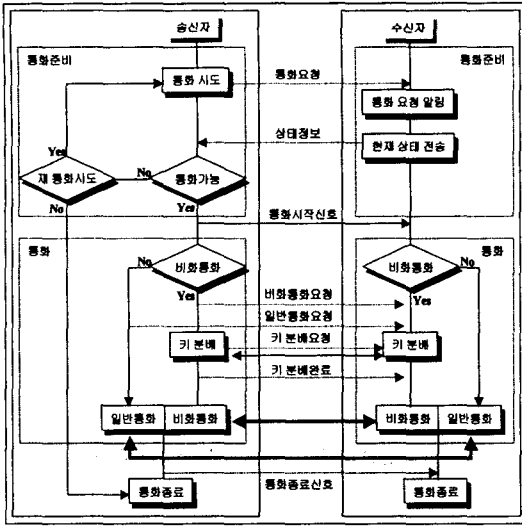 송신자
수신자
통화준비
통화준비
통화 시도
통화요청
통화 요청 알림
상태정보
현재 상태 전송
Yes
재 통화시도
No
통화가능
No
Yes
통화시작신호
통화
통화
No
비화통화
비화통화
No
Yes
Yes
비화통화요청
일반통화요청
키 분배
키 분배요청
키 분배
키 분배완료
일반통화
비화통화
비화통화
일반통화
통화종료
통화종료신호
통화종료